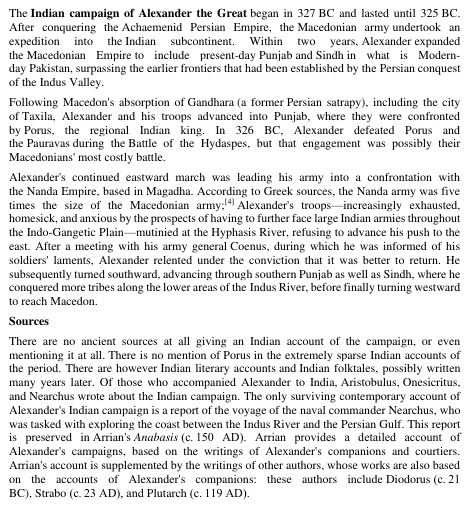 The Indian campaign of Alexander the Great began in 327 BC and lasted until 325 BC.
After conquering the Achaemenid Persian Empire, the Macedonian army undertook an
expedition into the Indian subcontinent. Within two years, Alexander expanded
the Macedonian Empire to include present-day Punjab and Sindh in what is Modern-
day Pakistan, surpassing the earlier frontiers that had been established by the Persian conquest
of the Indus Valley.
Following Macedon's absorption of Gandhara (a former Persian satrapy), including the city
of Taxila, Alexander and his troops advanced into Punjab, where they were confronted
by Porus, the regional Indian king. In 326 BC, Alexander defeated Porus and
the Pauravas during the Battle of the Hydaspes, but that engagement was possibly their
Macedonians' most costly battle.
Alexander's continued eastward march was leading his army into a confrontation with
the Nanda Empire, based in Magadha. According to Greek sources, the Nanda army was five
times the size of the Macedonian army;[4] Alexander's troops—increasingly exhausted,
homesick, and anxious by the prospects of having to further face large Indian armies throughout
the Indo-Gangetic Plain—mutinied at the Hyphasis River, refusing to advance his push to the
east. After a meeting with his army general Coenus, during which he was informed of his
soldiers' laments, Alexander relented under the conviction that it was better to return. He
subsequently turned southward, advancing through southern Punjab as well as Sindh, where he
conquered more tribes along the lower areas of the Indus River, before finally turning westward
to reach Macedon.
Sources
There are no ancient sources at all giving an Indian account of the campaign, or even
mentioning it at all. There is no mention of Porus in the extremely sparse Indian accounts of
the period. There are however Indian literary accounts and Indian folktales, possibly written
many years later. Of those who accompanied Alexander to India, Aristobulus, Onesicritus,
and Nearchus wrote about the Indian campaign. The only surviving contemporary account of
Alexander's Indian campaign is a report of the voyage of the naval commander Nearchus, who
was tasked with exploring the coast between the Indus River and the Persian Gulf. This report
is preserved in Arrian's Anabasis (c. 150 AD). Arrian provides a detailed account of
Alexander's campaigns, based on the writings of Alexander's companions and courtiers.
Arrian's account is supplemented by the writings of other authors, whose works are also based
on the accounts of Alexander's companions: these authors include Diodorus (c. 21
BC), Strabo (c. 23 AD), and Plutarch (c. 119 AD).